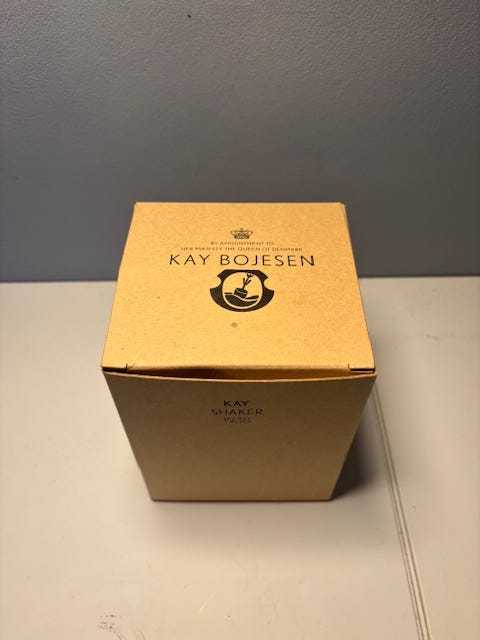 BY APPOINTMENT TO
HER MAJESTY THE QUEEN OF DENMARK
KAY BOJESEN
KAY
SHAKER
1938